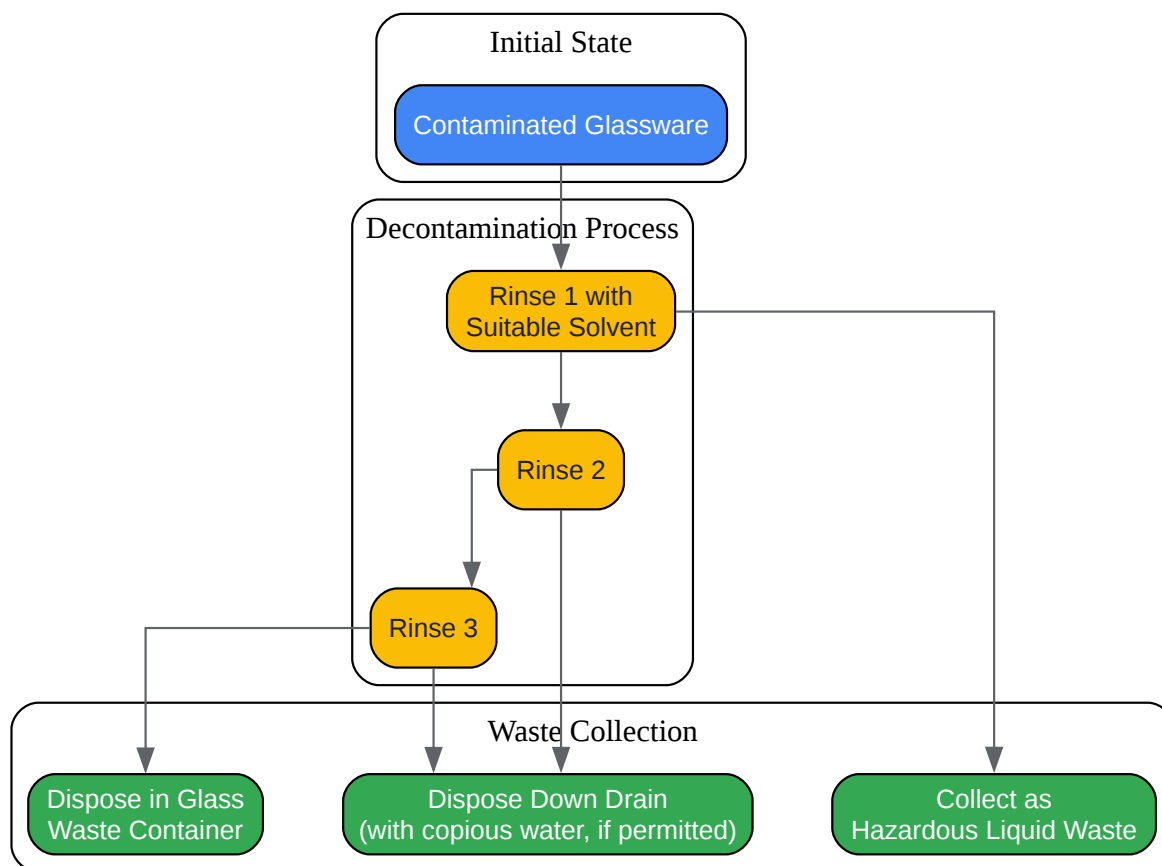 Initial State
Contaminated Glassware
Decontamination Process
Rinse 1 with
Suitable Solvent
Rinse 2
Rinse 3
Waste Collection
Dispose in Glass
Waste Container
Dispose Down Drain
(with copious water, if permitted)
Collect as
Hazardous Liquid Waste